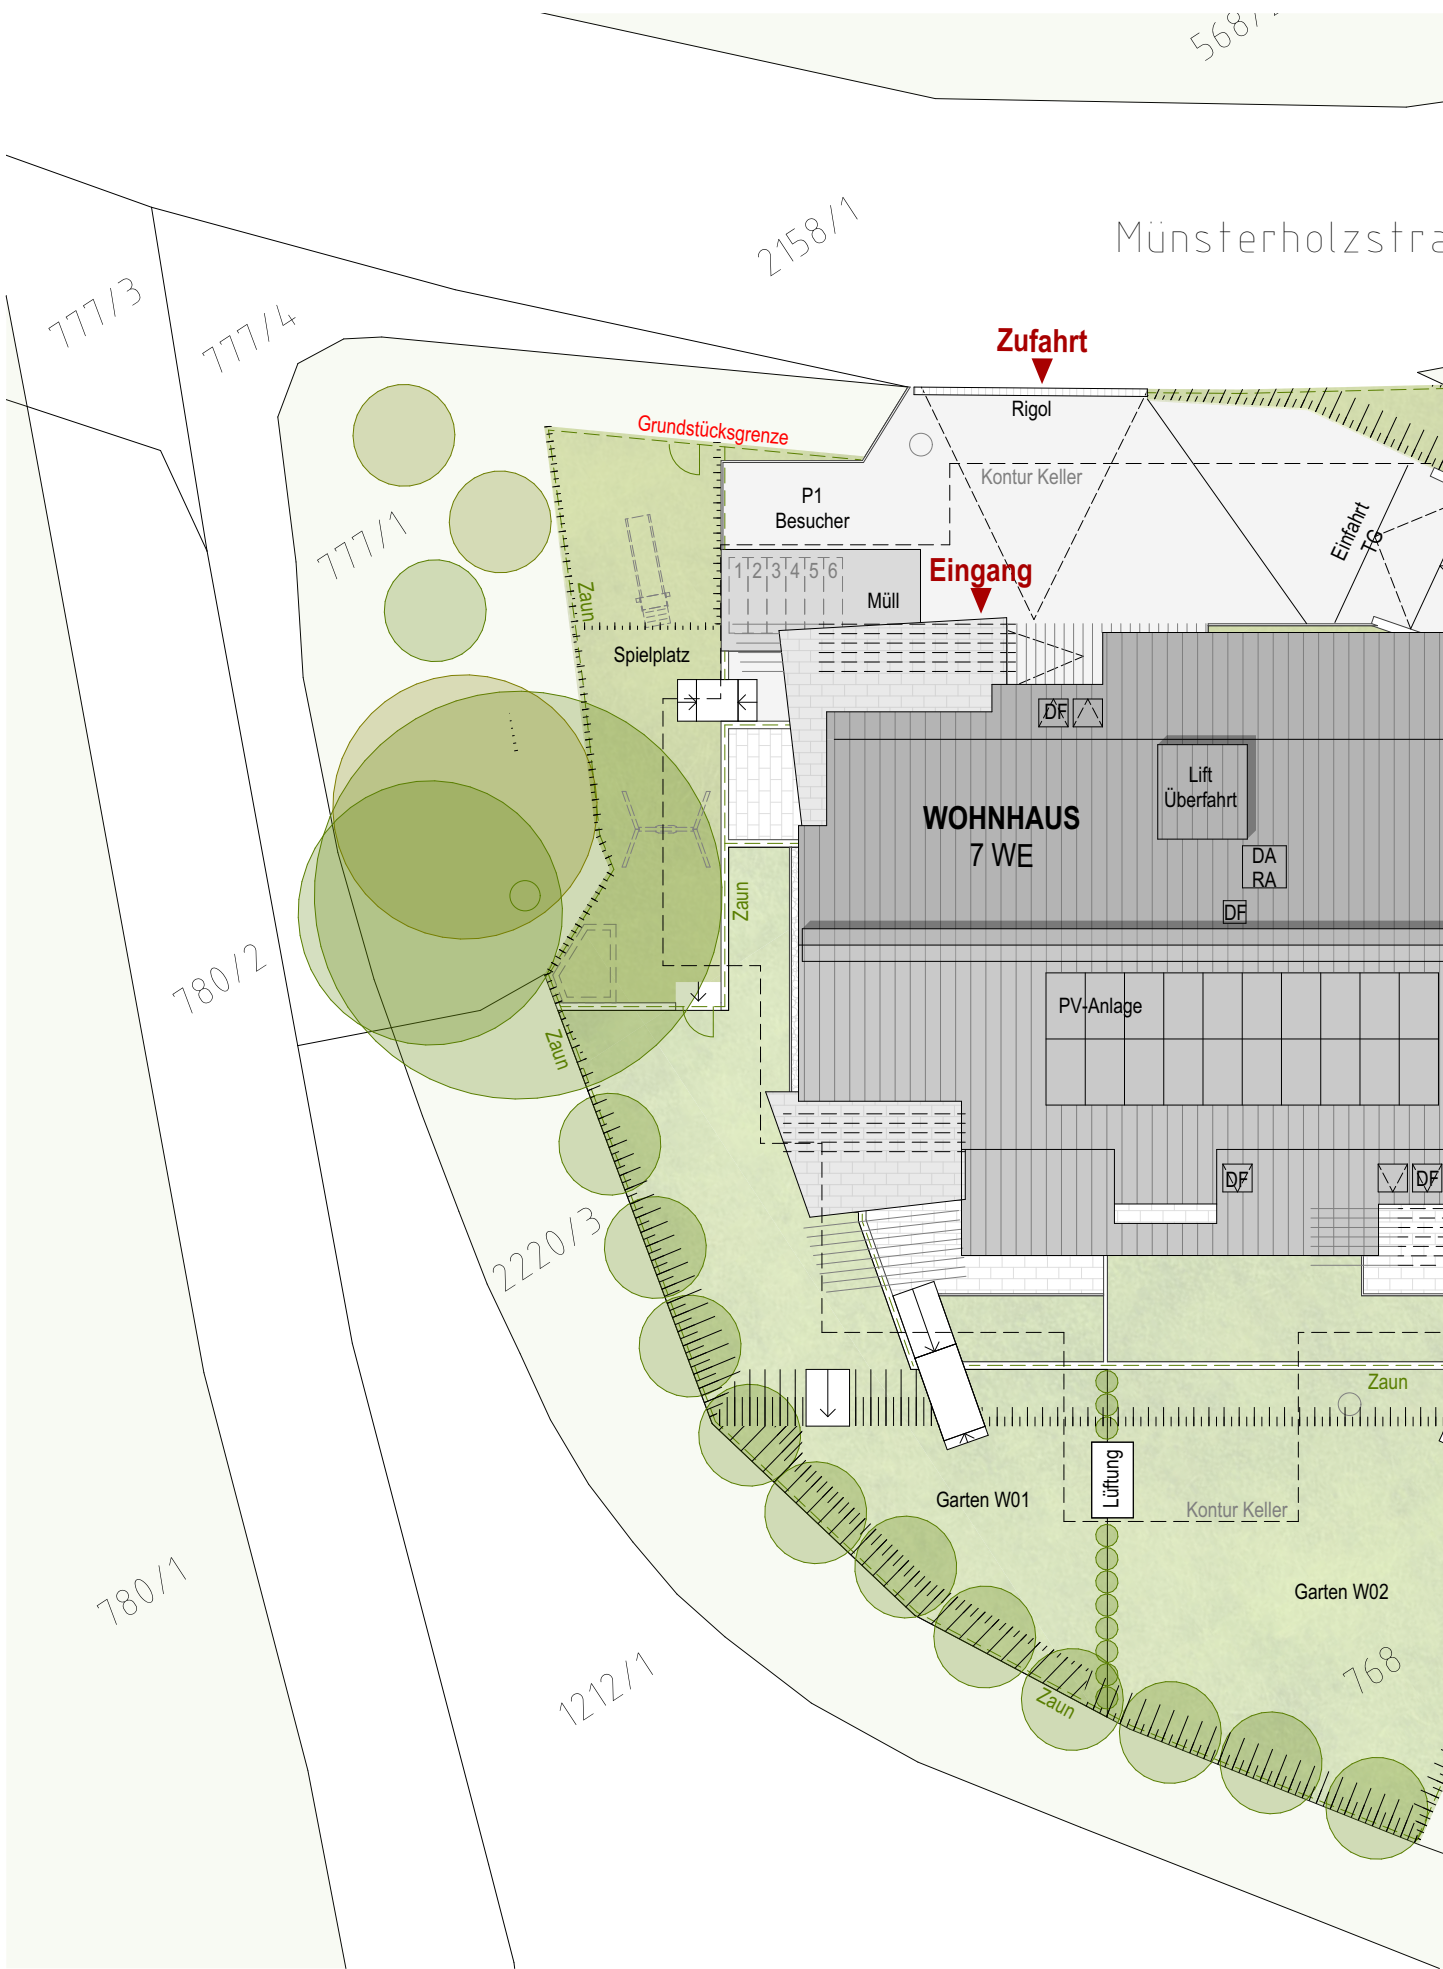 2158/1
777/3
777/4
Zufahrt
Rigol
Grundstücksgrenze
Kontur Keller
P1
Besucher
777/1
Einfahrt
TG
Eingang
1 2 3 4 5 6
Müll
Zaun
Spielplatz
DF
Lift
Überfahrt
WOHNHAUS
7 WE
DA
RA
Zaun
DF
780/2
PV-Anlage
Zaun
DF
DF
2220/3
Zaun
Garten W01
Lüftung
Kontur Keller
780/1
Garten W02
1212/1
768
Zaun